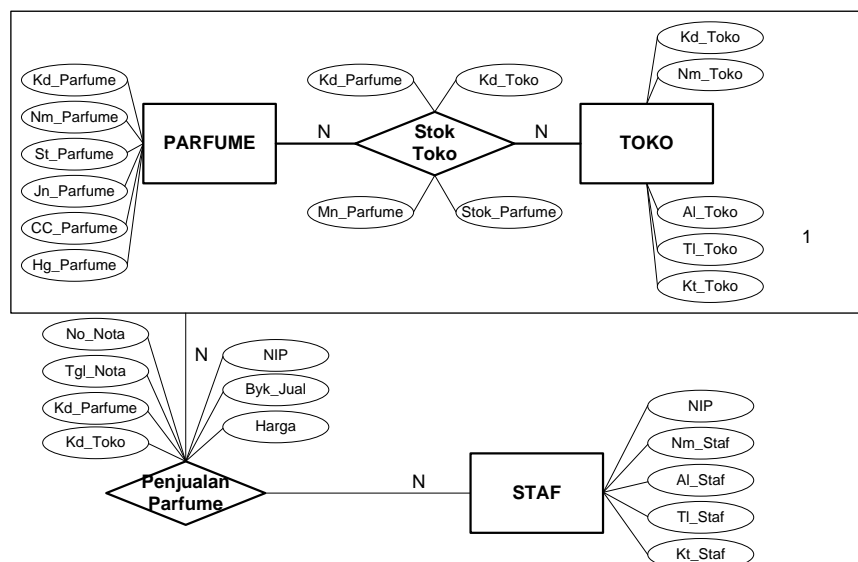 Kd_Parfume
Nm_Parfume
St_Parfume
Jn_Parfume
CC_Parfume
Hg_Parfume
PARFUME
N
Kd_Parfume
Kd_Toko
Stok
Toko
Mn_Parfume
Stok_Parfume
N
Kd_Toko
Nm_Toko
TOKO
Al_Toko
Tl_Toko
Kt_Toko
1
No_Nota
Tgl_Nota
Kd_Parfume
Kd_Toko
N
NIP
Byk_Jual
Harga
Penjualan
Parfume
N
STAF
NIP
Nm_Staf
Al_Staf
Tl_Staf
Kt_Staf